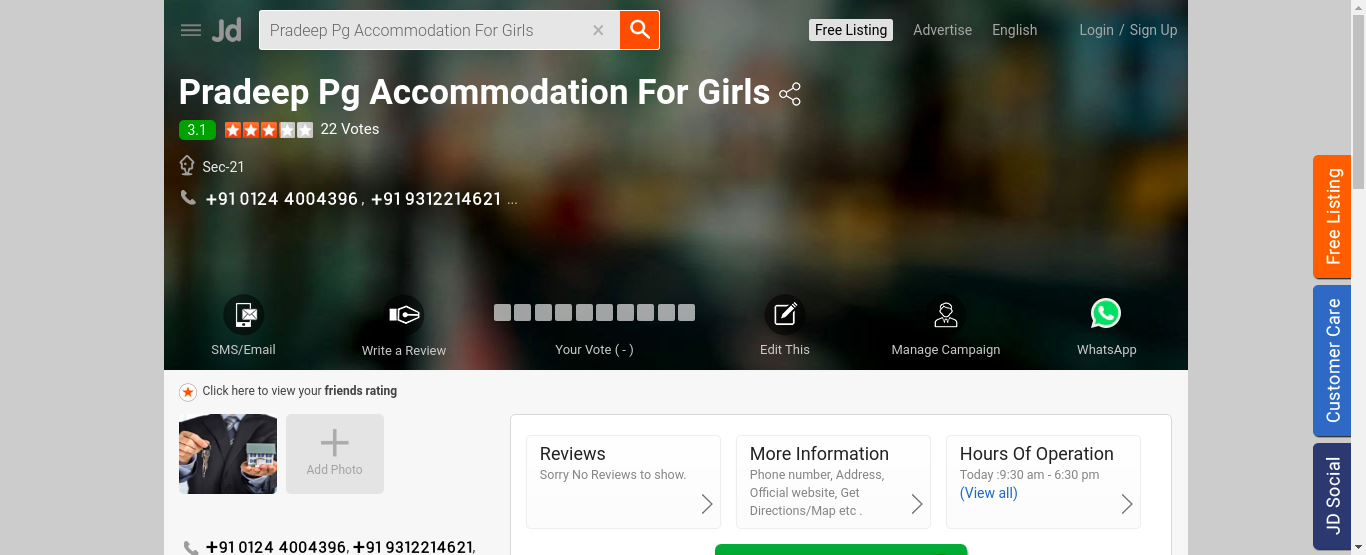 Jd
Pradeep Pg Accommodation For Girls
Free Listing
Advertise
English
Login / Sign Up
Pradeep Pg Accommodation For Girls
3.1
22 Votes
Sec-21
+91 0124 4004396, +91 9312214621 ...
SMS/Email
Write a Review
Your Vote ( - )
Edit This
Manage Campaign
WhatsApp
Click here to view your friends rating
Add Photo
Reviews
Sorry No Reviews to show.
More Information
Phone number, Address,
Official website, Get
Directions/Map etc .
Hours Of Operation
Today :9:30 am - 6:30 pm
(View all)
+91 0124 4004396, +91 9312214621,
Free Listing
Customer Care
JD Social